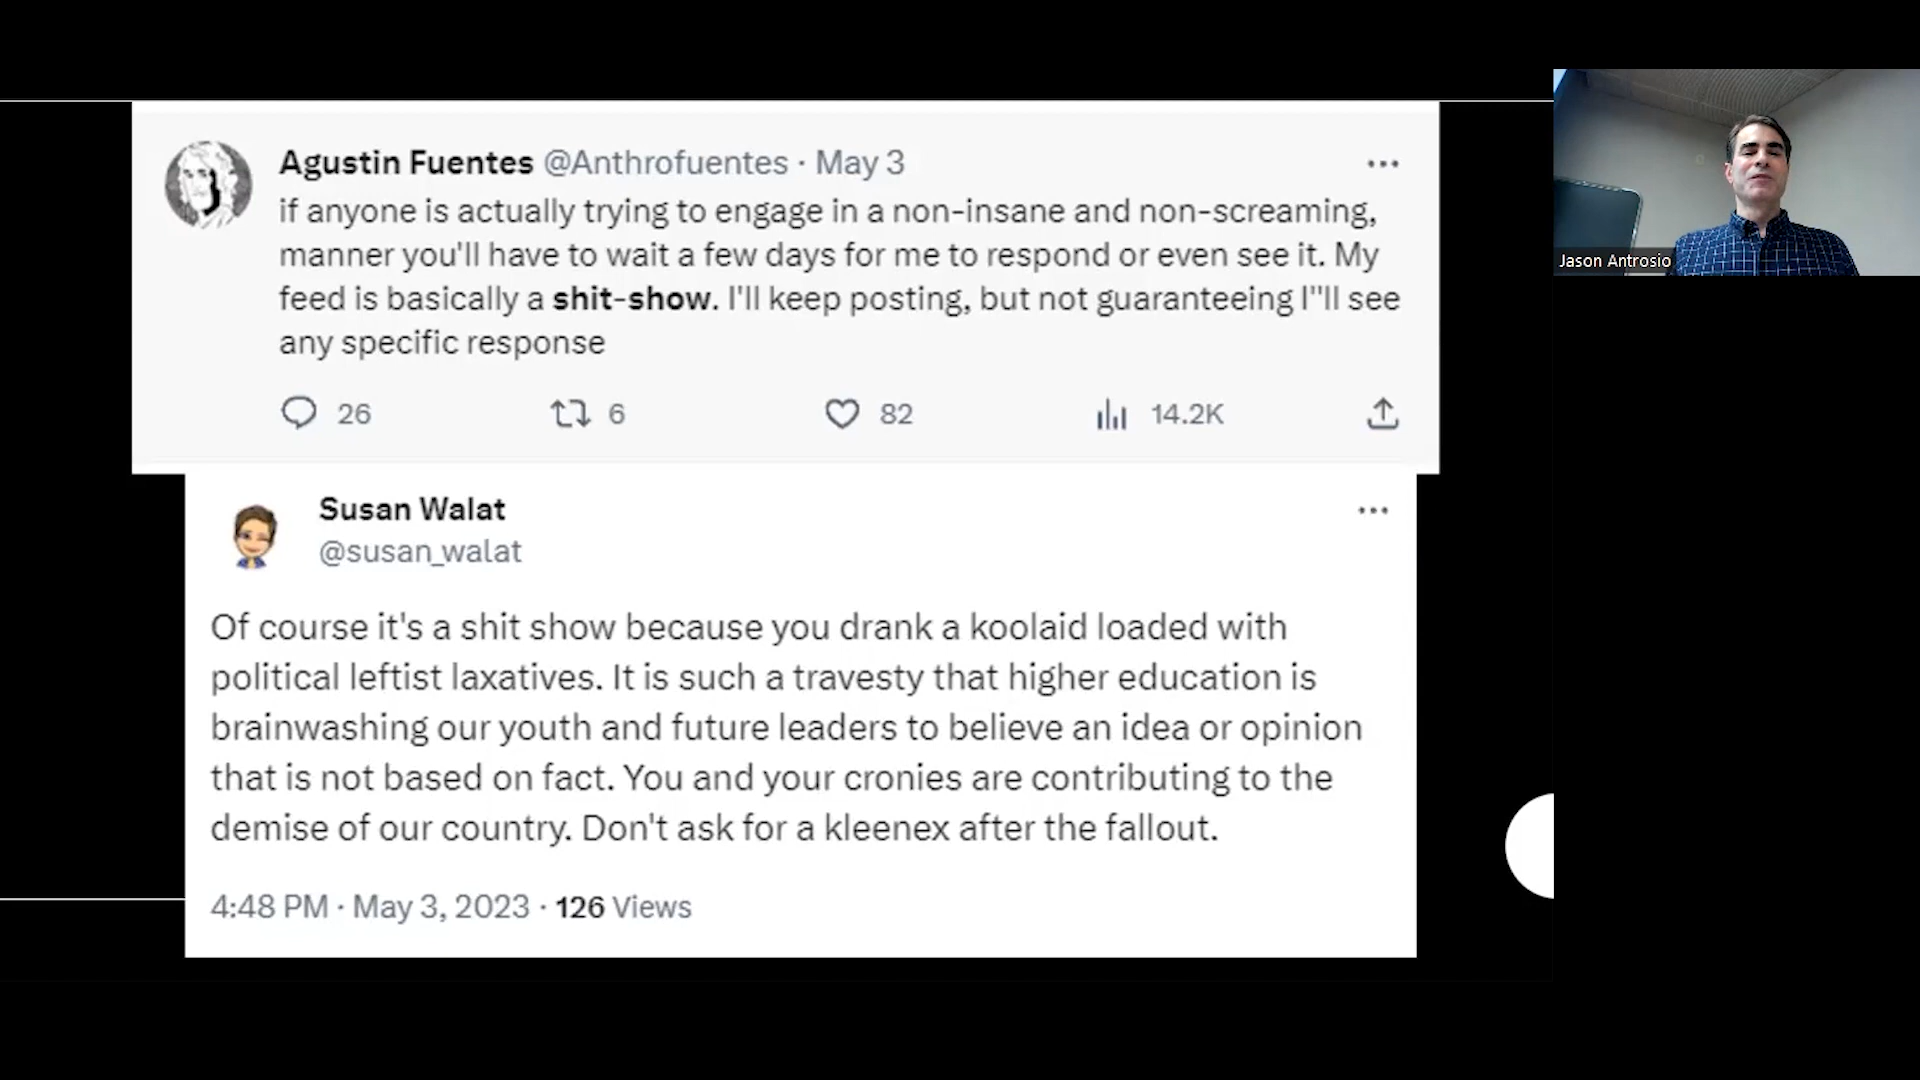 Agustin Fuentes @Anthrofuentes · May 3
if anyone is actually trying to engage in a non-insane and non-screaming,
manner you'll have to wait a few days for me to respond or even see it. My
feed is basically a shit-show. I'll keep posting, but not guaranteeing I''ll see
any specific response
26 6 82 14.2K
Susan Walat
@susan_walat
Of course it's a shit show because you drank a koolaid loaded with
political leftist laxatives. It is such a travesty that higher education is
brainwashing our youth and future leaders to believe an idea or opinion
that is not based on fact. You and your cronies are contributing to the
demise of our country. Don't ask for a kleenex after the fallout.
4:48 PM · May 3, 2023 · 126 Views
Jason Antrosio